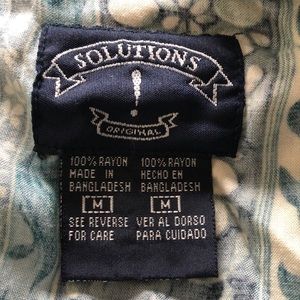 SOLUTIONS
!
ORIGINAL
100% RAYON
MADE IN
BANGLADESH
M
SEE REVERSE
FOR CARE
100% RAYON
HECHO EN
BANGLADESH
M
VER AL DORSO
PARA CUIDADO